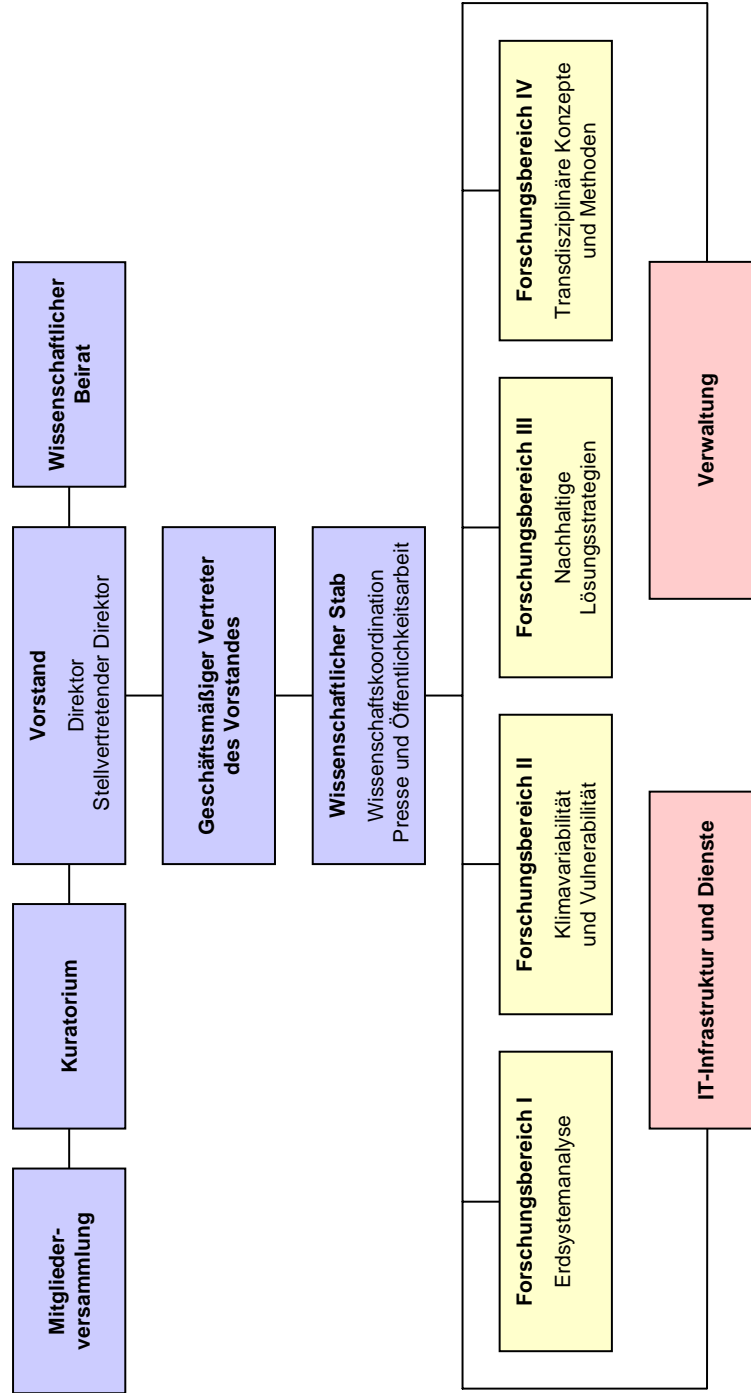 Mitglieder-
versammlung
Kuratorium
Vorstand
Direktor
Stellvertretender Direktor
Wissenschaftlicher
Beirat
Geschäftsmäßiger Vertreter
des Vorstandes
Wissenschaftlicher Stab
Wissenschaftskoordination
Presse und Öffentlichkeitsarbeit
Forschungsbereich I
Erdsystemanalyse
Forschungsbereich II
Klimavariabilität
und Vulnerabilität
Forschungsbereich III
Nachhaltige
Lösungsstrategien
Forschungsbereich IV
Transdisziplinäre Konzepte
und Methoden
IT-Infrastruktur und Dienste
Verwaltung